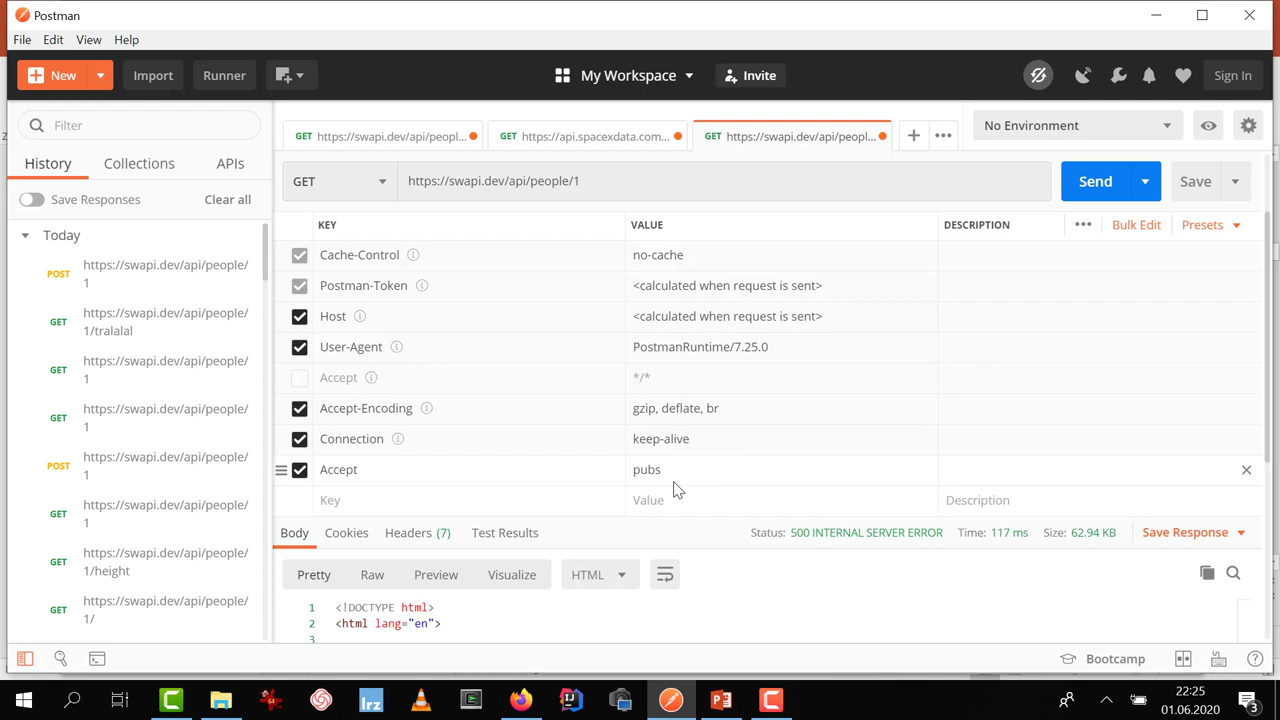 Postman
File Edit View Help
New Import Runner My Workspace Invite Sign In
Filter
History Collections APIs
Save Responses Clear all
Today
POST https://swapi.dev/api/people/
1
GET https://swapi.dev/api/people/
1/tralalal
GET https://swapi.dev/api/people/
1
GET https://swapi.dev/api/people/
1
POST https://swapi.dev/api/people/
1
GET https://swapi.dev/api/people/
1
GET https://swapi.dev/api/people/
1/height
GET https://swapi.dev/api/people/
1/
GET https://swapi.dev/api/peopl... GET https://api.spacexdata.com... GET https://swapi.dev/api/peopl...
No Environment
GET https://swapi.dev/api/people/1 Send Save
KEY VALUE DESCRIPTION Bulk Edit Presets
Cache-Control no-cache
Postman-Token <calculated when request is sent>
Host <calculated when request is sent>
User-Agent PostmanRuntime/7.25.0
Accept */*
Accept-Encoding gzip, deflate, br
Connection keep-alive
Accept pubs
Key Value Description
Body Cookies Headers (7) Test Results Status: 500 INTERNAL SERVER ERROR Time: 117 ms Size: 62.94 KB Save Response
Pretty Raw Preview Visualize HTML
1 <!DOCTYPE html>
2 <html lang="en">
3
Bootcamp
lrz
22:25
01.06.2020
3